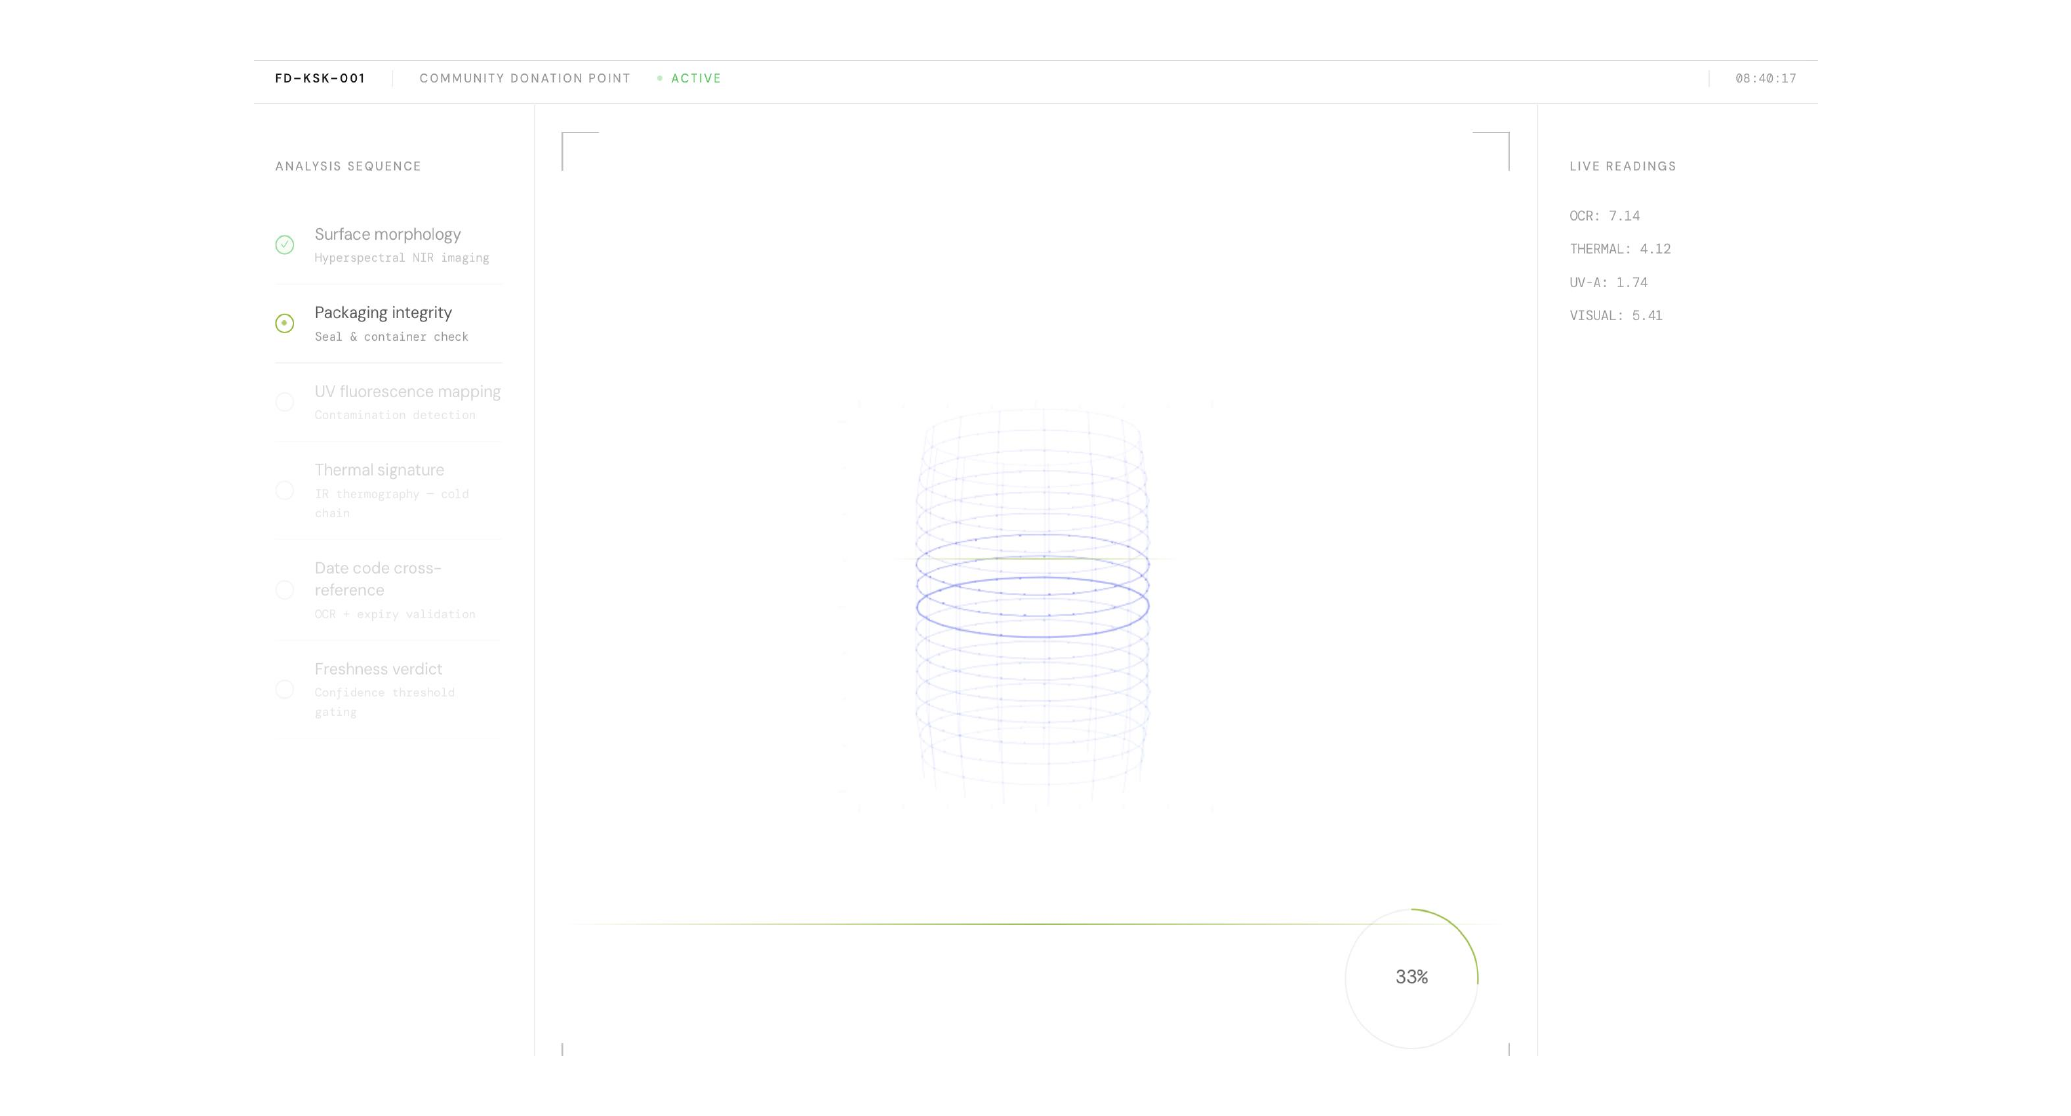 FD-KSK-001
COMMUNITY DONATION POINT
ACTIVE
08:40:17
ANALYSIS SEQUENCE
Surface morphology
Hyperspectral NIR imaging
Packaging integrity
Seal & container check
UV fluorescence mapping
Contamination detection
Thermal signature
IR thermography — cold
chain
Date code cross-
reference
OCR + expiry validation
Freshness verdict
Confidence threshold
gating
33%
LIVE READINGS
OCR: 7.14
THERMAL: 4.12
UV-A: 1.74
VISUAL: 5.41